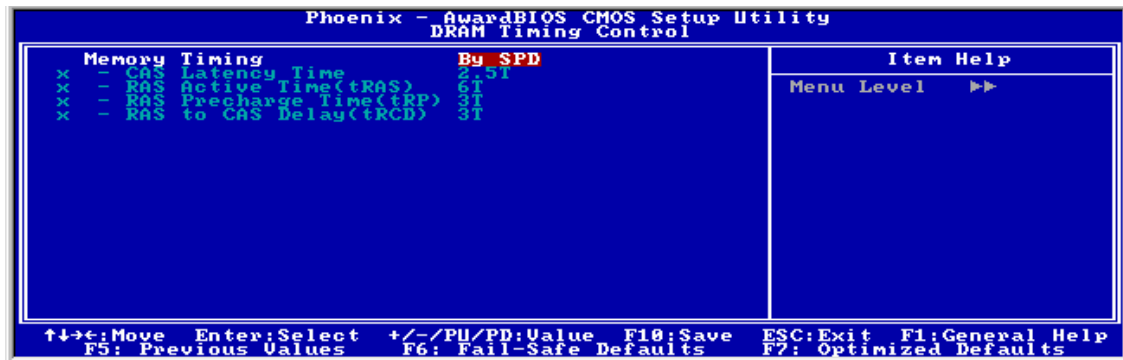 Phoenix - AwardBIOS CMOS Setup Utility
DRAM Timing Control
Memory Timing By SPD
x - CAS Latency Time 2.5T
x - RAS Active Time(tRAS) 6T
x - RAS Precharge Time(tRP) 3T
x - RAS to CAS Delay(tRCD) 3T
Item Help
Menu Level ▶▶
↑↓→←:Move Enter:Select +/-/PU/PD:Value F10:Save ESC:Exit F1:General Help
F5: Previous Values F6: Fail-Safe Defaults F7: Optimized Defaults